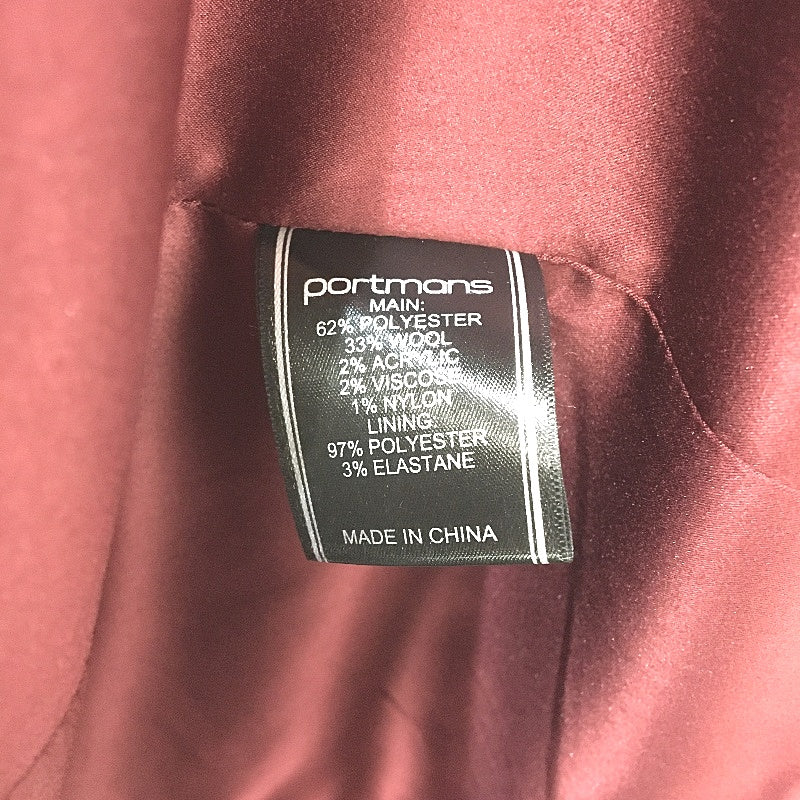 portmans
MAIN:
62% POLYESTER
33% WOOL
2% ACRYLIC
2% VISCOSE
1% NYLON
LINING
97% POLYESTER
3% ELASTANE
MADE IN CHINA